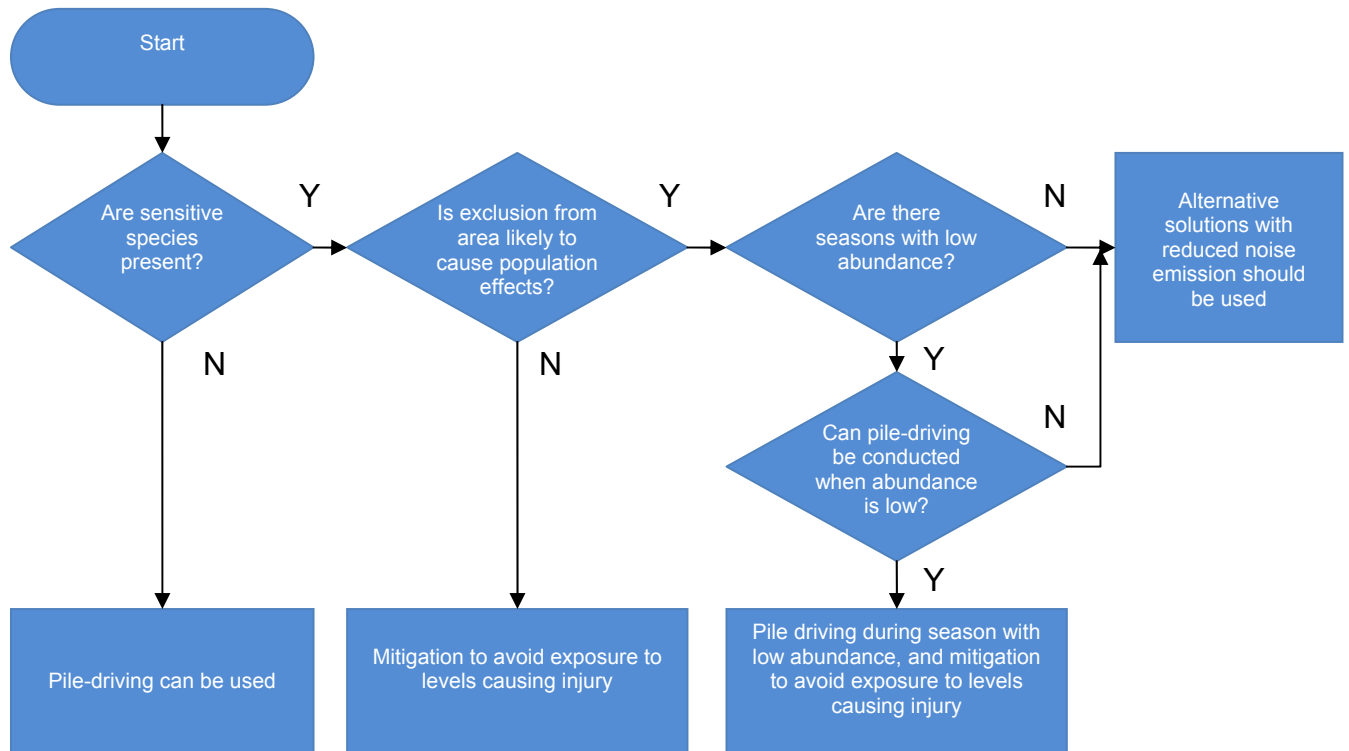 Start
Are sensitive
species
present?
Y
N
Is exclusion from
area likely to
cause population
effects?
Y
N
Are there
seasons with low
abundance?
N
Y
Alternative
solutions with
reduced noise
emission should
be used
Can pile-driving
be conducted
when abundance
is low?
N
Y
Pile-driving can be used
Mitigation to avoid exposure to
levels causing injury
Pile driving during season with
low abundance, and mitigation
to avoid exposure to levels
causing injury